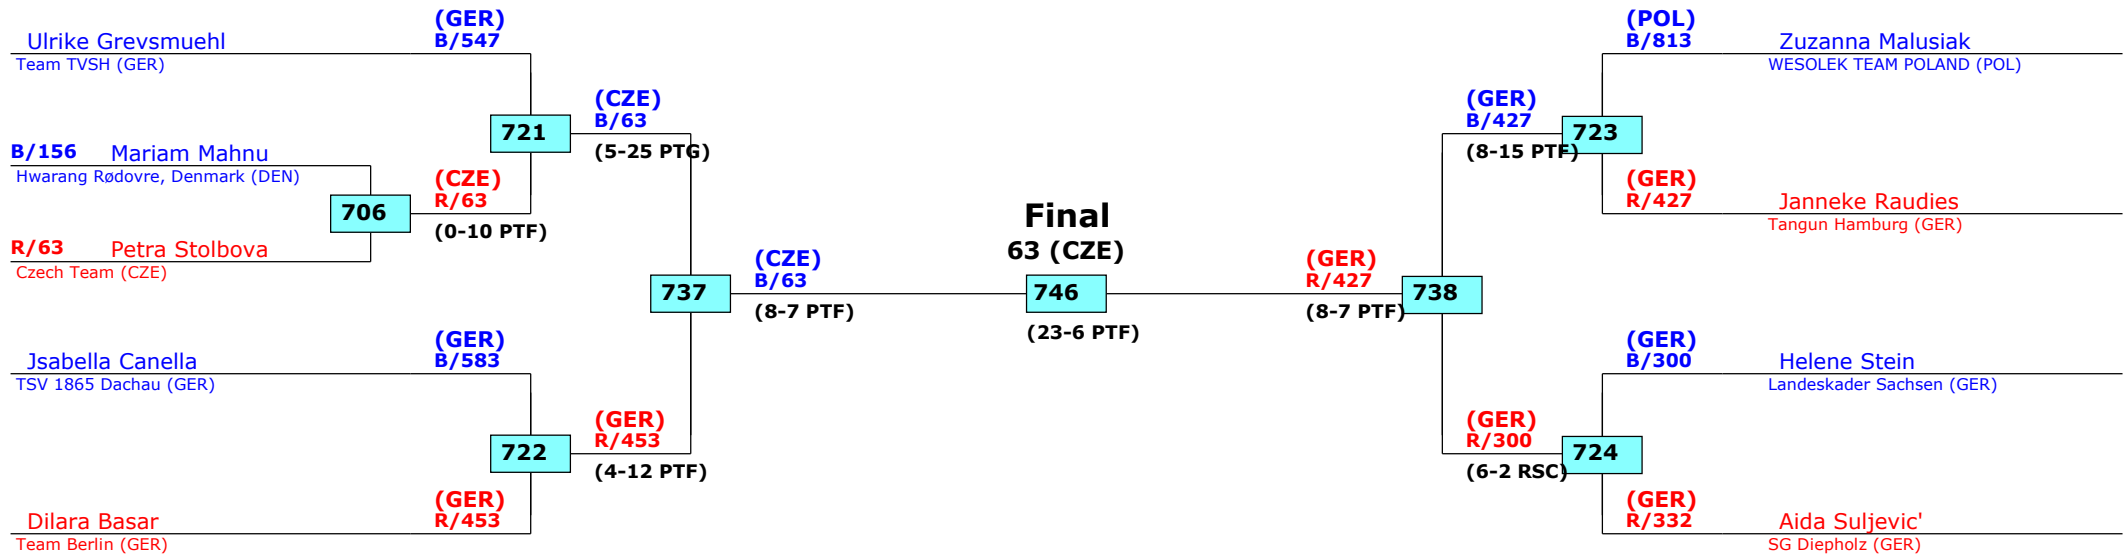 (GER)
B/547
Ulrike Grevsmuehl
Team TVSH (GER)
721
(CZE)
B/63
(5-25 PTG)
B/156 Mariam Mahnu
Hwarang Rødovre, Denmark (DEN)
706
(CZE)
R/63
(0-10 PTF)
R/63 Petra Stolbova
Czech Team (CZE)
737
(CZE)
B/63
(8-7 PTF)
(GER)
B/583
Jsabella Canella
TSV 1865 Dachau (GER)
722
(GER)
R/453
(4-12 PTF)
(GER)
R/453
Dilara Basar
Team Berlin (GER)
Final
63 (CZE)
746
(23-6 PTF)
(GER)
R/427
(8-7 PTF)
738
(POL)
B/813
Zuzanna Malusiak
WESOLEK TEAM POLAND (POL)
(GER)
B/427
(8-15 PTF)
723
(GER)
R/427
Janneke Raudies
Tangun Hamburg (GER)
(GER)
B/300
Helene Stein
Landeskader Sachsen (GER)
(GER)
R/300
(6-2 RSC)
724
(GER)
R/332
Aida Suljevic'
SG Diepholz (GER)